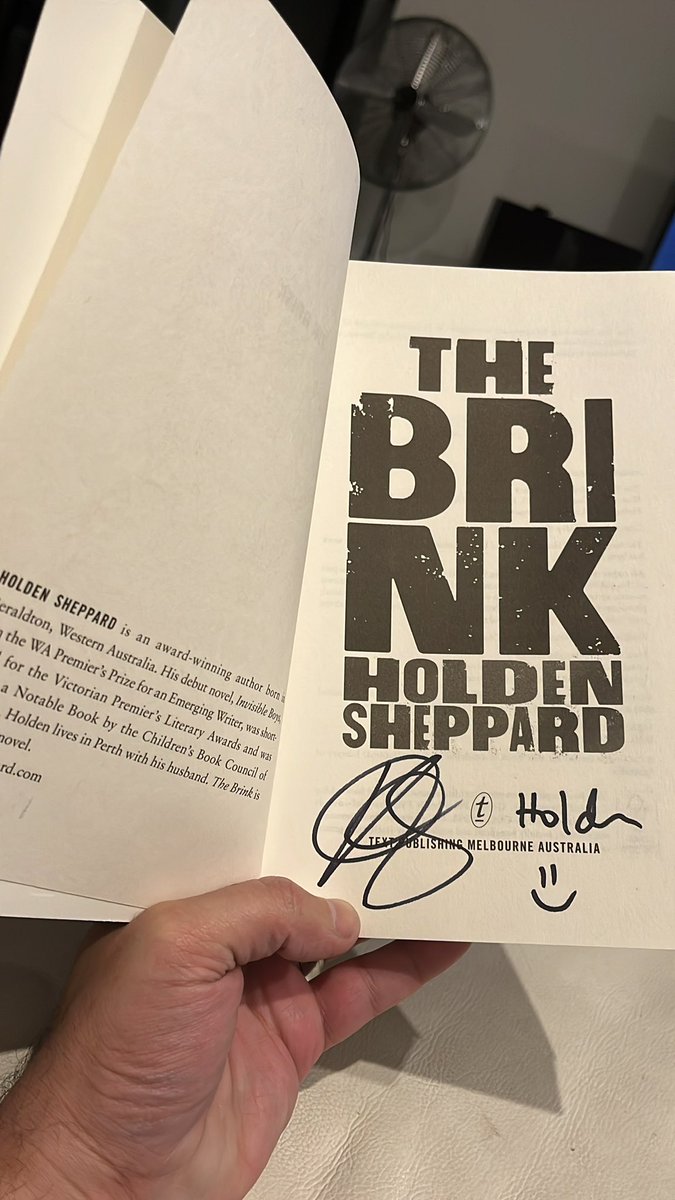 HOLDEN SHEPPARD is an award-winning author born i
eraldton, Western Australia. His debut novel, Invisible Boys,
the WA Premier's Prize for an Emerging Writer, was short-
for the Victorian Premier's Literary Awards and was
a Notable Book by the Children's Book Council of
Holden lives in Perth with his husband. The Brink is
novel.
rd.com
THE
BRI
NK
HOLDEN
SHEPPARD
t
Holden
TEXT PUBLISHING MELBOURNE AUSTRALIA